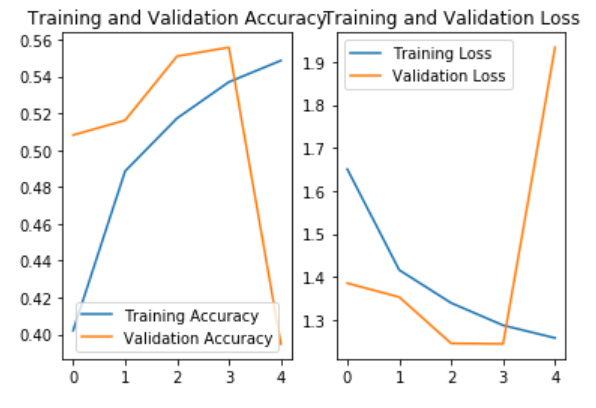 Training and Validation Accuracy
0.56
0.54
0.52
0.50
0.48
0.46
0.44
0.42
0.40
Training Accuracy
Validation Accuracy
0 1 2 3 4
Training and Validation Loss
Training Loss
Validation Loss
1.9
1.8
1.7
1.6
1.5
1.4
1.3
0 1 2 3 4